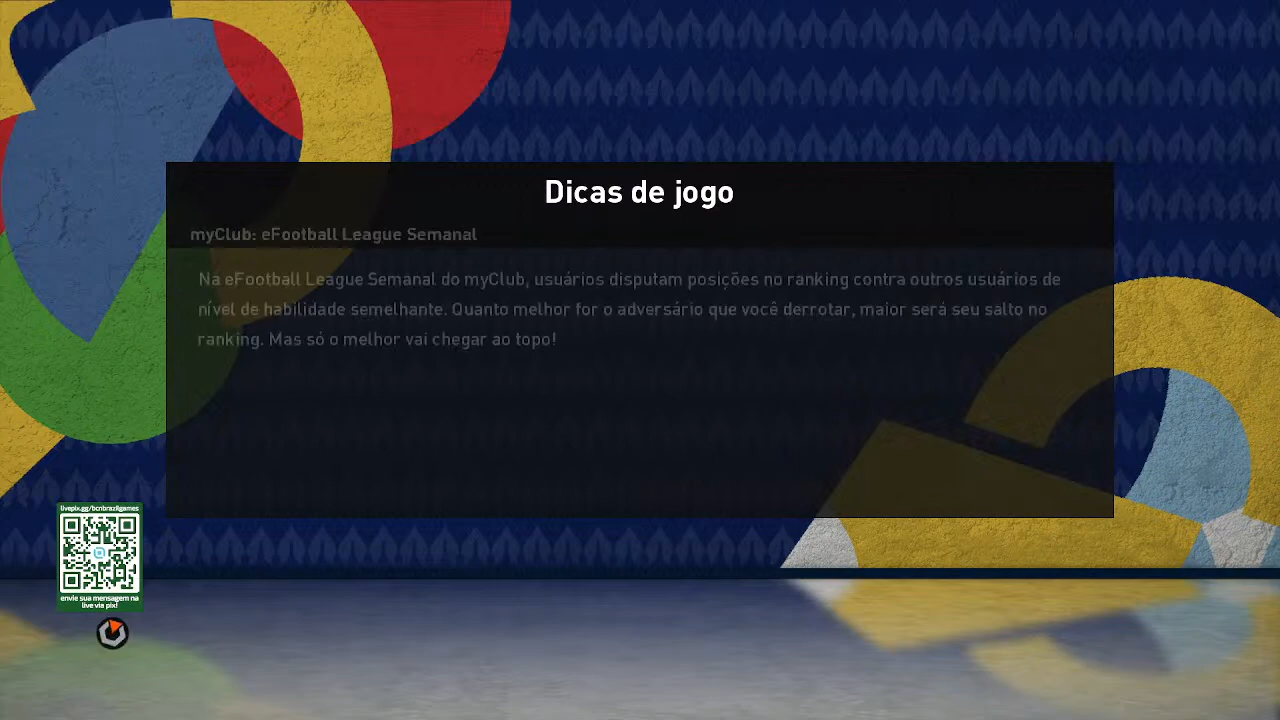 Dicas de jogo
myClub: eFootball League Semanal
Na eFootball League Semanal do myClub, usuários disputam posições no ranking contra outros usuários de
nível de habilidade semelhante. Quanto melhor for o adversário que você derrotar, maior será seu salto no
ranking. Mas só o melhor vai chegar ao topo!
livepix.gg/bcnbrazilgames
envie sua mensagem na
live via pix!